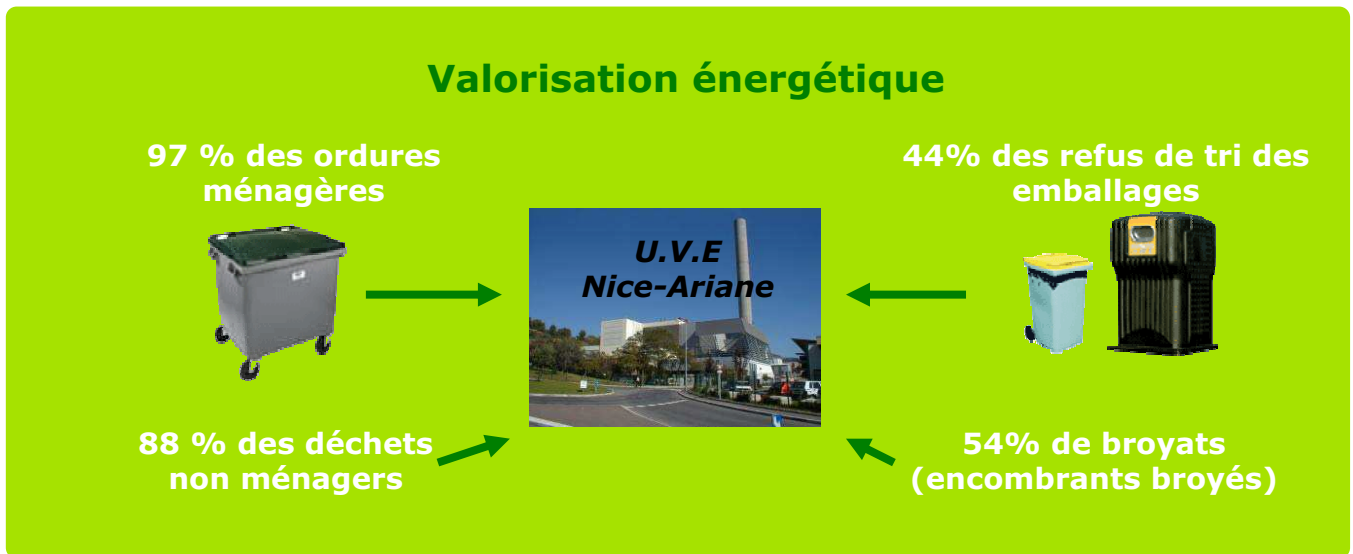 Valorisation énergétique
97 % des ordures
ménagères
44% des refus de tri des
emballages
U.V.E
Nice-Ariane
88 % des déchets
non ménagers
54% de broyats
(encombrants broyés)